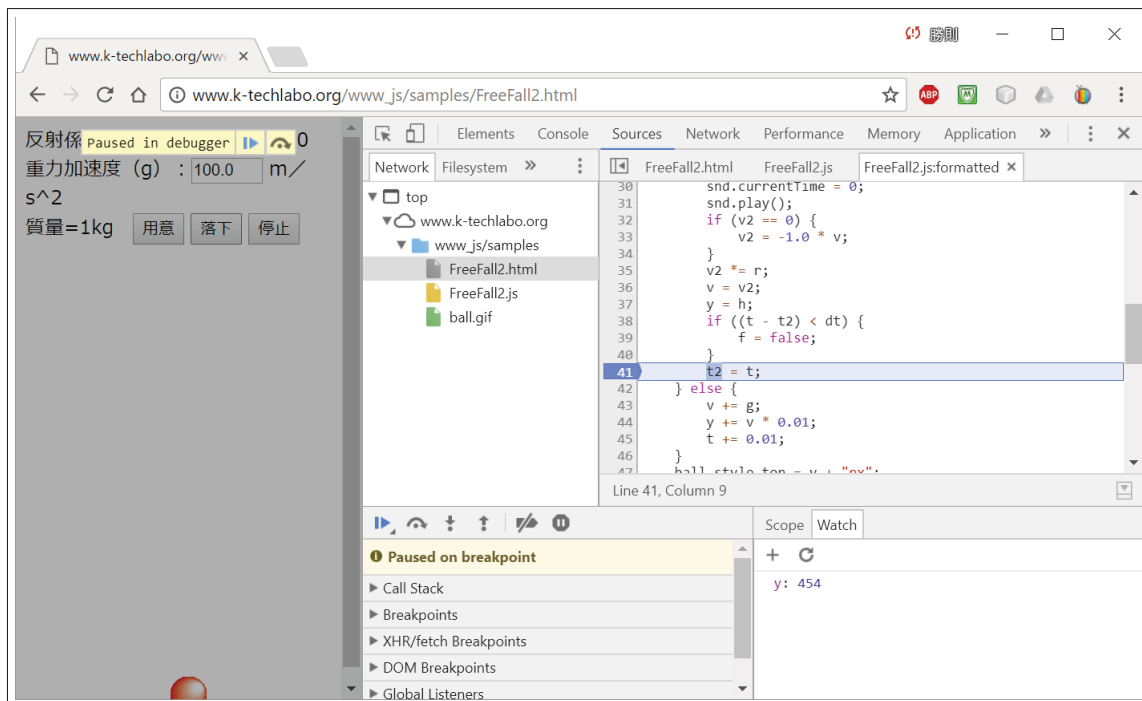 勝則
www.k-techlabo.org/www
www.k-techlabo.org/www_js/samples/FreeFall2.html
ABP
反射係
Paused in debugger
0
重力加速度（g）：100.0 m／
s^2
質量=1kg 用意 落下 停止
Elements Console Sources Network Performance Memory Application »
Network Filesystem »
top
www.k-techlabo.org
www_js/samples
FreeFall2.html
FreeFall2.js
ball.gif
FreeFall2.html FreeFall2.js FreeFall2.js:formatted
30 snd.currentTime = 0;
31 snd.play();
32 if (v2 == 0) {
33 v2 = -1.0 * v;
34 }
35 v2 *= r;
36 v = v2;
37 y = h;
38 if ((t - t2) < dt) {
39 f = false;
40 }
41 t2 = t;
42 } else {
43 v += g;
44 y += v * 0.01;
45 t += 0.01;
46 }
47 ball.style.top = y + "px";
Line 41, Column 9
Paused on breakpoint
Call Stack
Breakpoints
XHR/fetch Breakpoints
DOM Breakpoints
Global Listeners
Scope Watch
y: 454